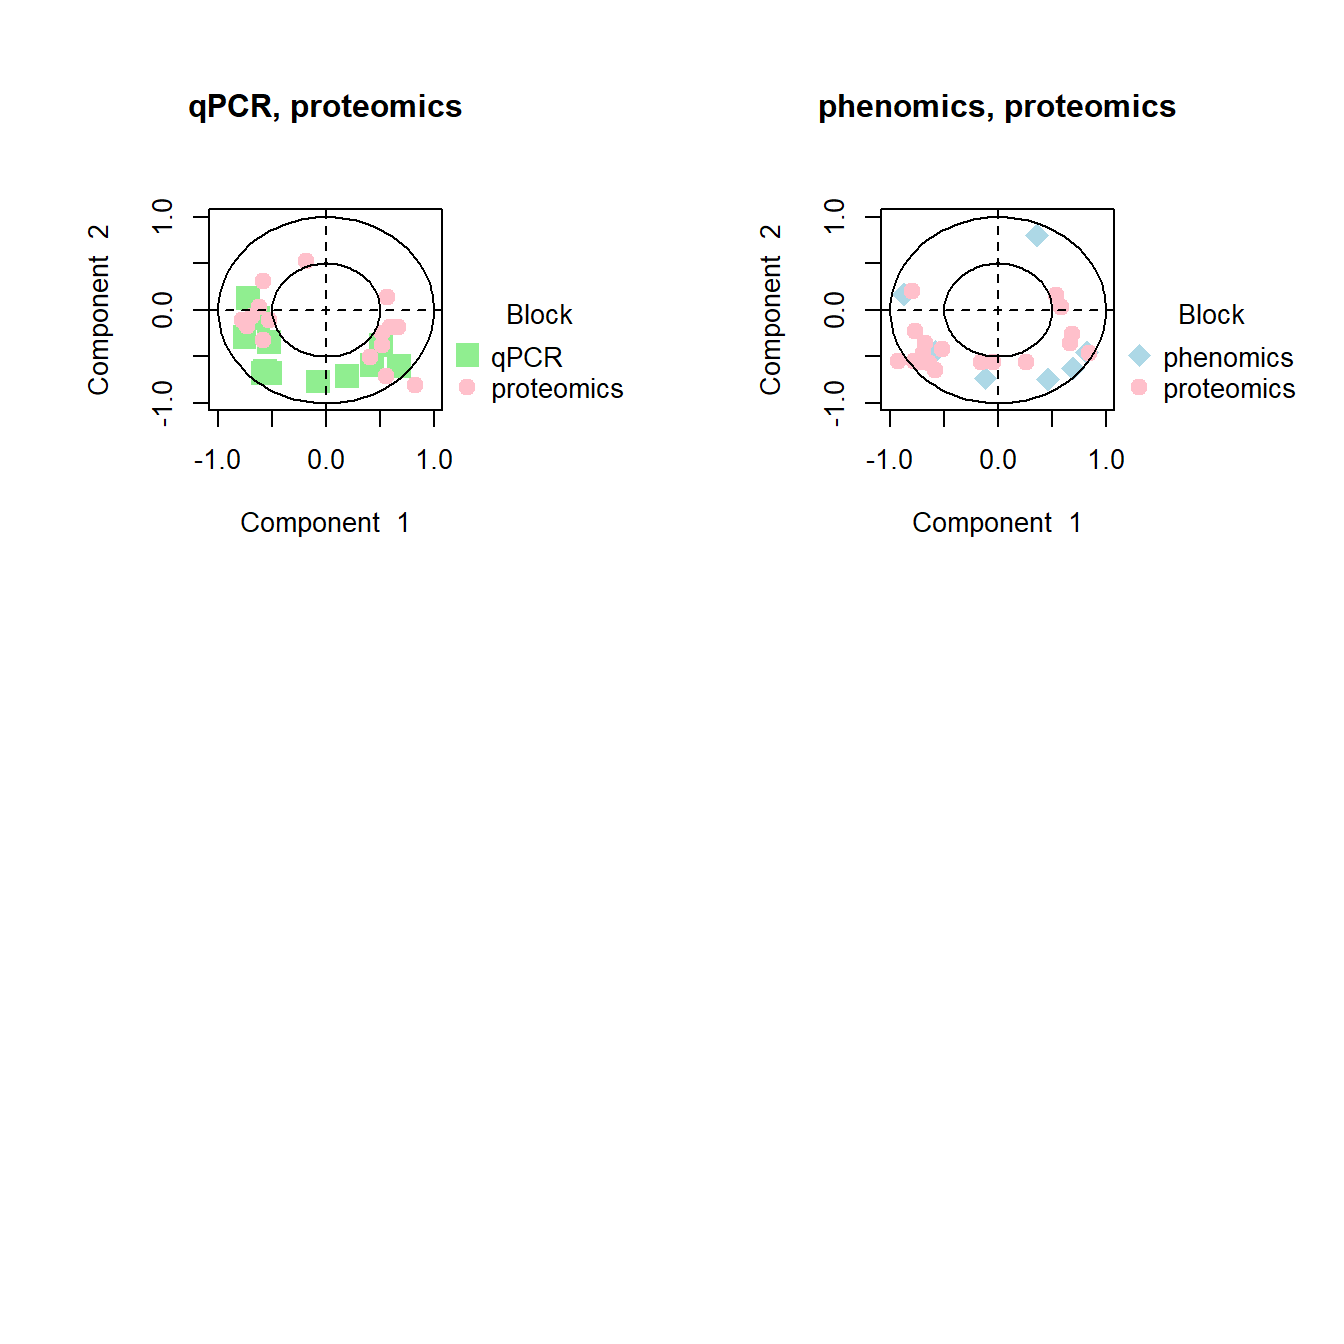 qPCR, proteomics
Component 2
1.0
0.0
-1.0
-1.0 0.0 1.0
Component 1
Block
qPCR
proteomics
phenomics, proteomics
Component 2
1.0
0.0
-1.0
-1.0 0.0 1.0
Component 1
Block
phenomics
proteomics